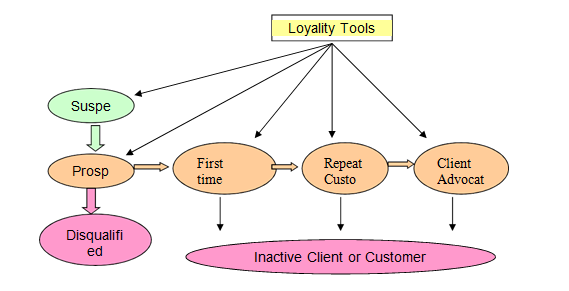 Loyality Tools
Suspe
Prosp
First
time
Repeat
Custo
Client
Advocat
Disqualifi
ed
Inactive Client or Customer